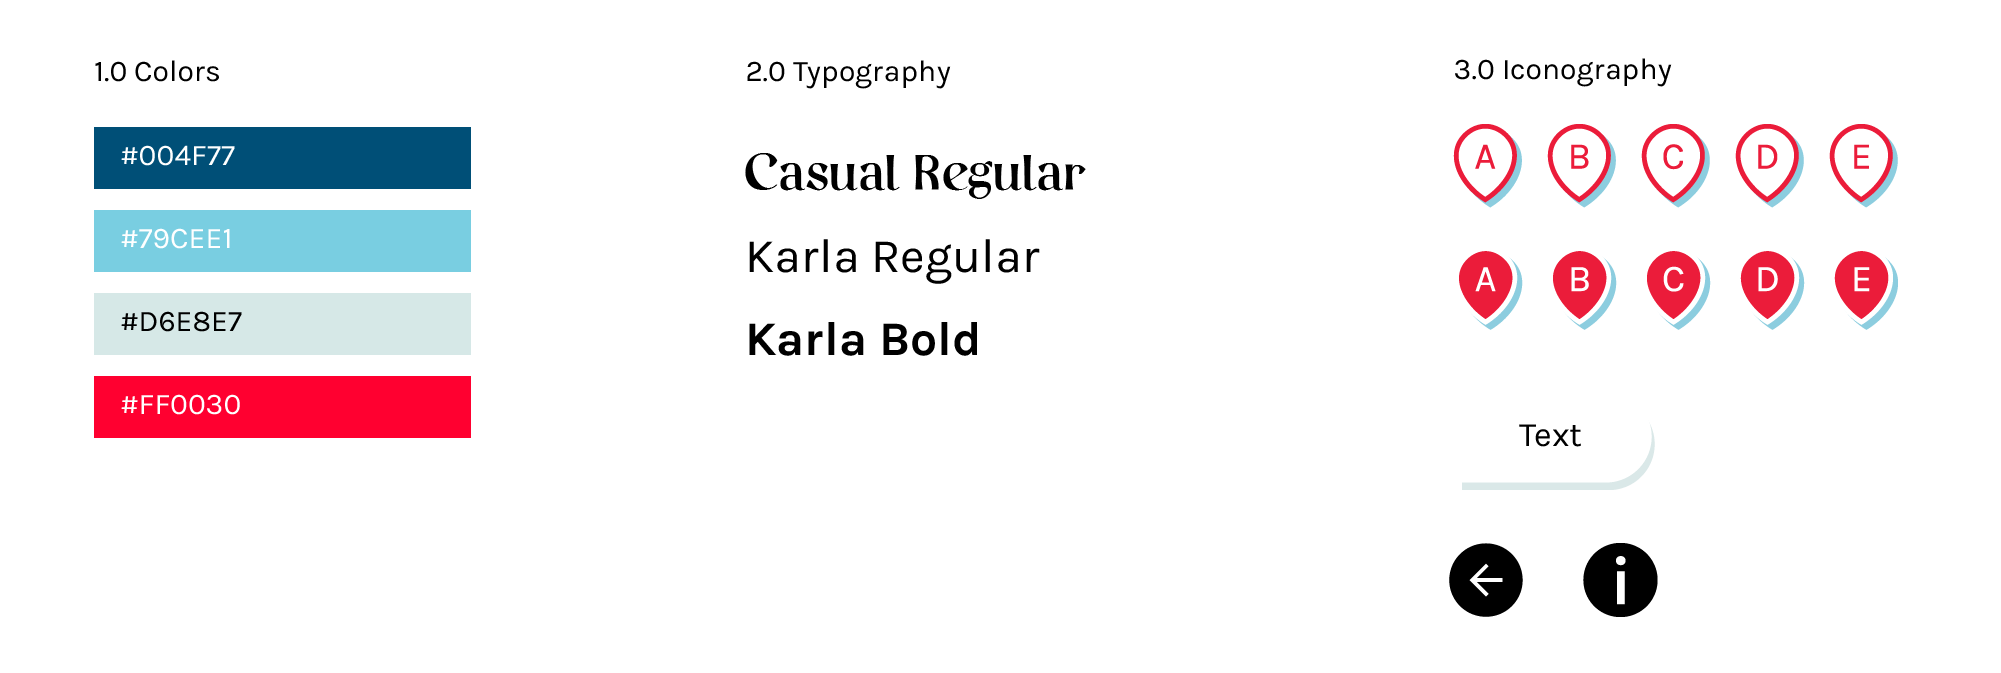 1.0 Colors
#004F77
#79CEE1
#D6E8E7
#FF0030
2.0 Typography
Casual Regular
Karla Regular
Karla Bold
3.0 Iconography
A B C D E
A B C D E
Text
i